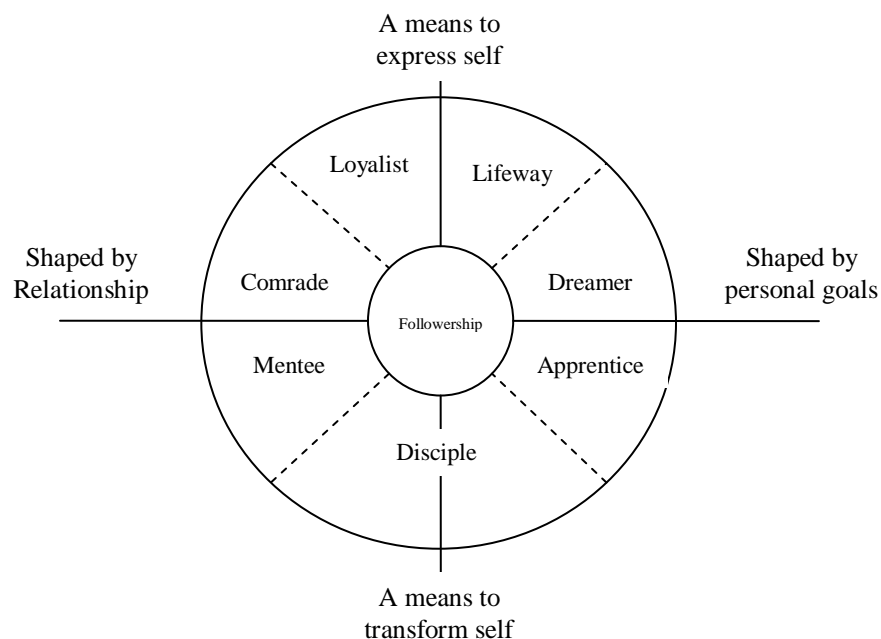 A means to
express self
Loyalist
Lifeway
Shaped by
Relationship
Comrade
Dreamer
Shaped by
personal goals
Followership
Mentee
Apprentice
Disciple
A means to
transform self